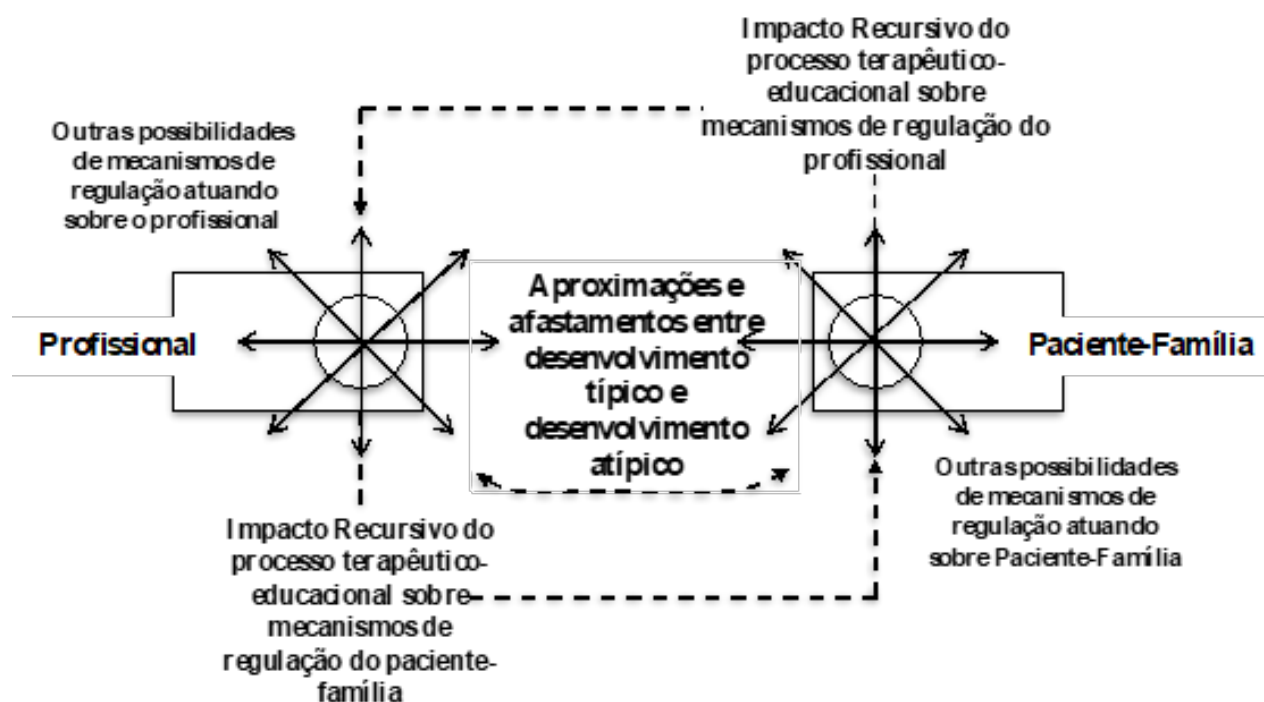 Impacto Recursivo do
processo terapêutico-
educacional sobre
mecanismos de regulação do
profissional
Outras possibilidades
de mecanismos de
regulação atuando
sobre o profissional
Profissional
Aproximações e
afastamentos entre
desenvolvimento
típico e
desenvolvimento
atípico
Paciente-Família
Outras possibilidades
de mecanismos de
regulação atuando
sobre Paciente-Família
Impacto Recursivo do
processo terapêutico-
educacional sobre
mecanismos de
regulação do paciente-
família